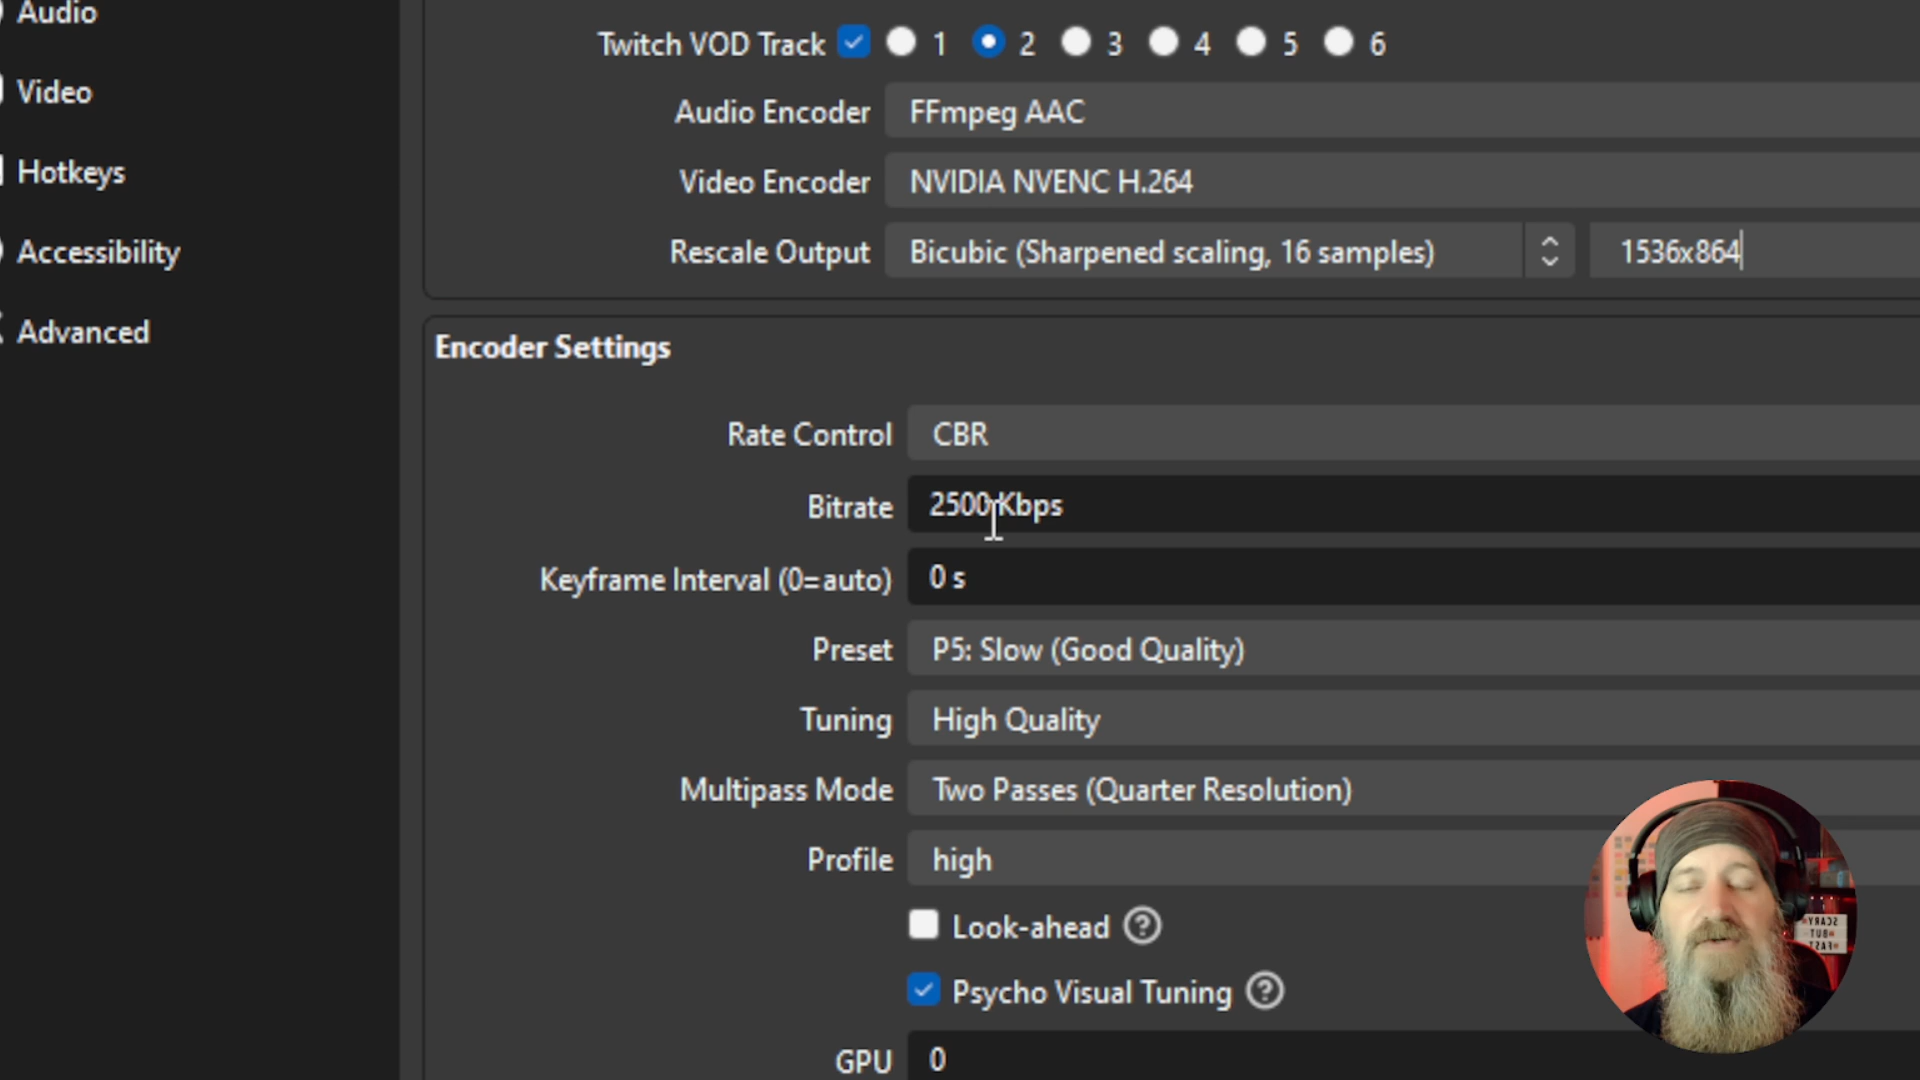 Audio
Video
Hotkeys
Accessibility
Advanced
Twitch VOD Track 1 2 3 4 5 6
Audio Encoder FFmpeg AAC
Video Encoder NVIDIA NVENC H.264
Rescale Output Bicubic (Sharpened scaling, 16 samples) 1536x864
Encoder Settings
Rate Control CBR
Bitrate 2500 Kbps
Keyframe Interval (0=auto) 0 s
Preset P5: Slow (Good Quality)
Tuning High Quality
Multipass Mode Two Passes (Quarter Resolution)
Profile high
Look-ahead ?
Psycho Visual Tuning ?
GPU 0
SCARY
BUT
FAST